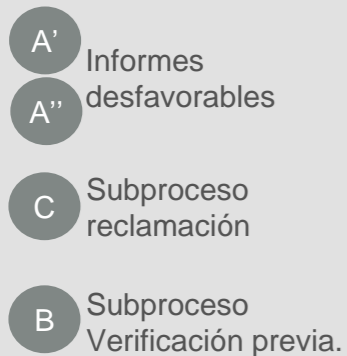 A’
Informes
A’’ desfavorables
C
Subproceso
reclamación
B
Subproceso
Verificación previa.